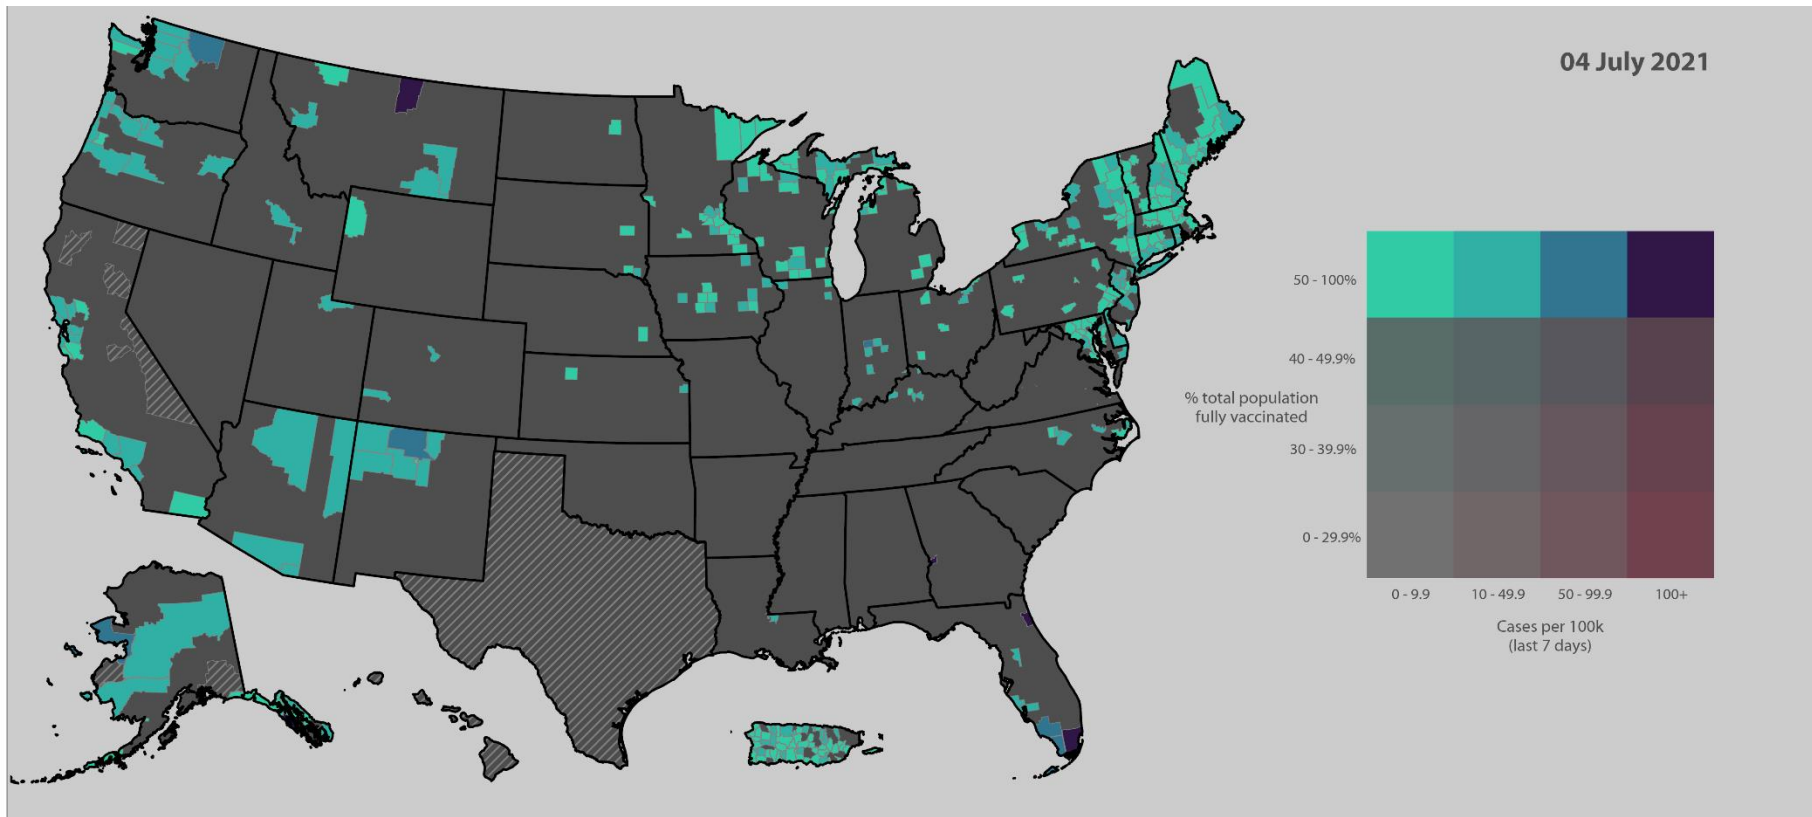 04 July 2021
50 - 100%
40 - 49.9%
% total population
fully vaccinated
30 - 39.9%
0 - 29.9%
0 - 9.9
10 - 49.9
50 - 99.9
100+
Cases per 100k
(last 7 days)